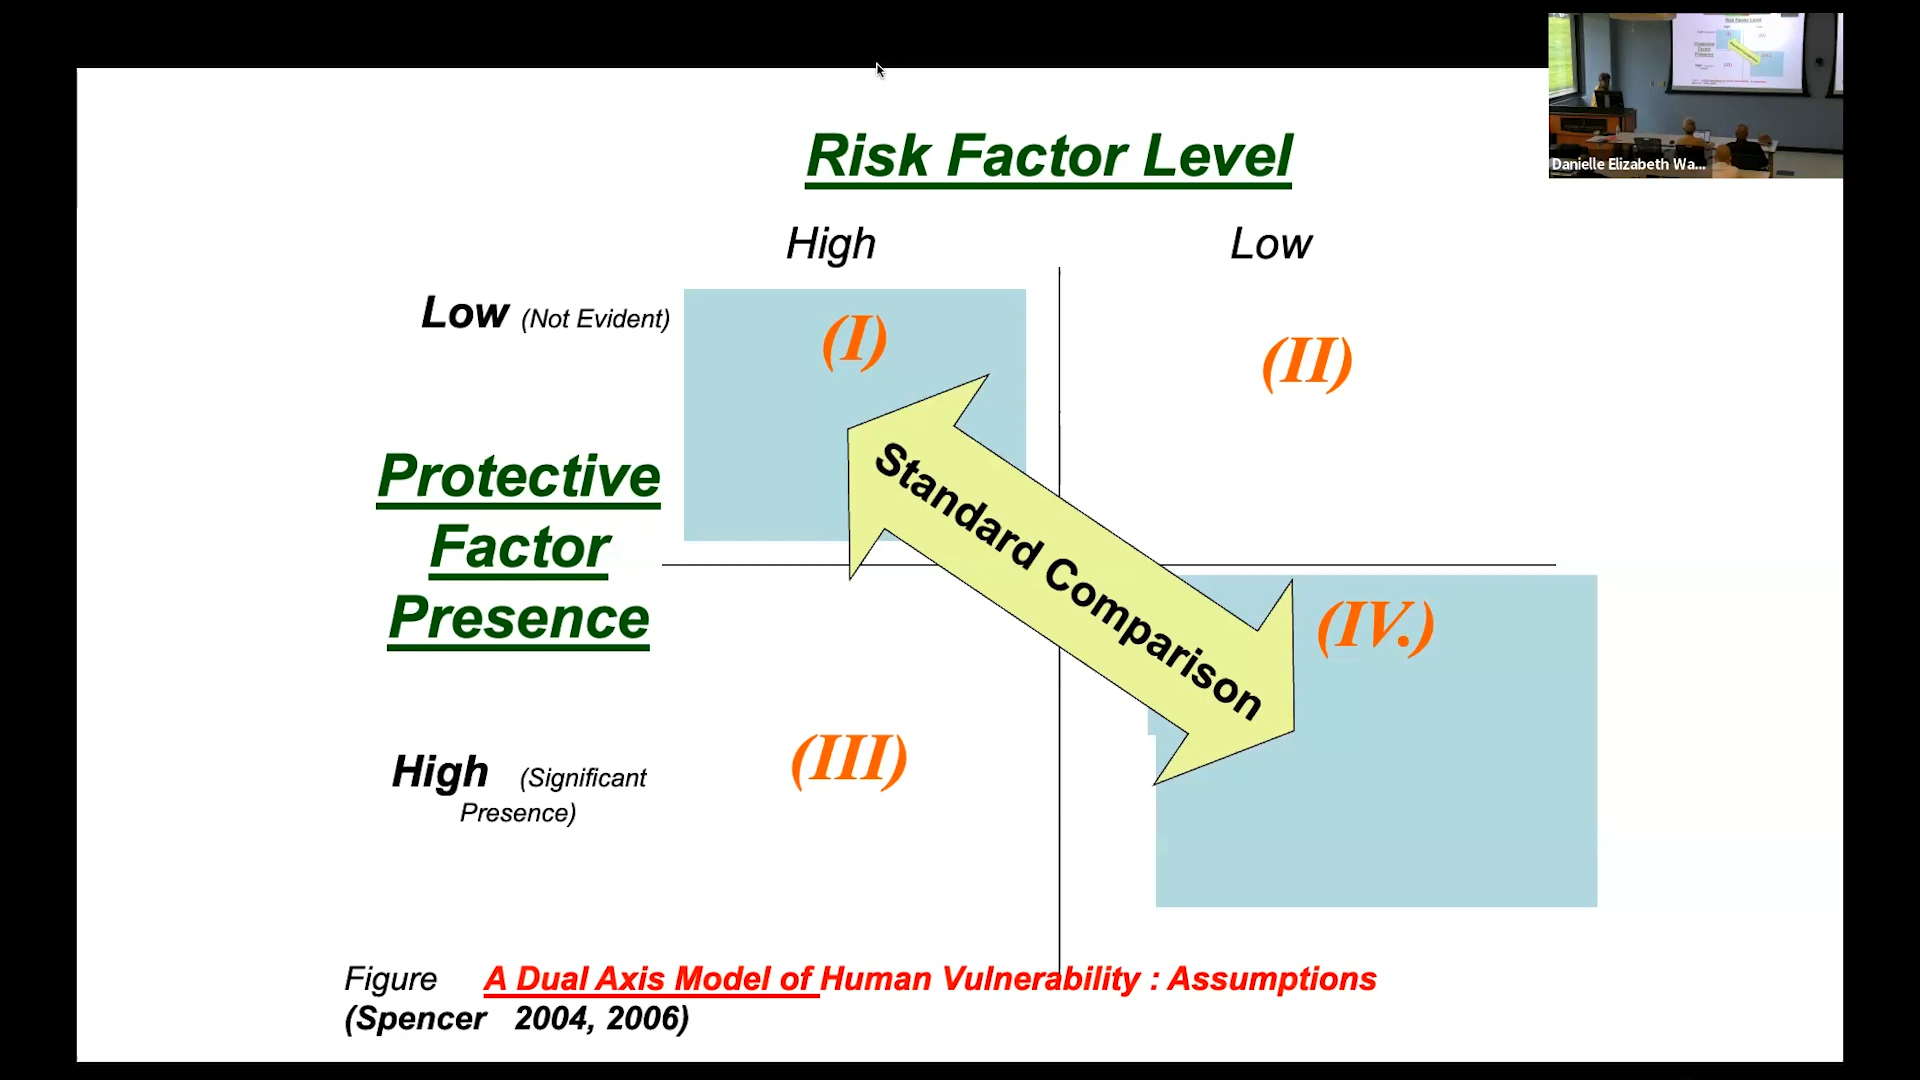 Danielle Elizabeth Wa...
Risk Factor Level
High Low
Low (Not Evident)
(I)
(II)
Protective
Factor
Presence
Standard Comparison
(IV.)
(III)
High (Significant
Presence)
Figure A Dual Axis Model of Human Vulnerability : Assumptions
(Spencer 2004, 2006)